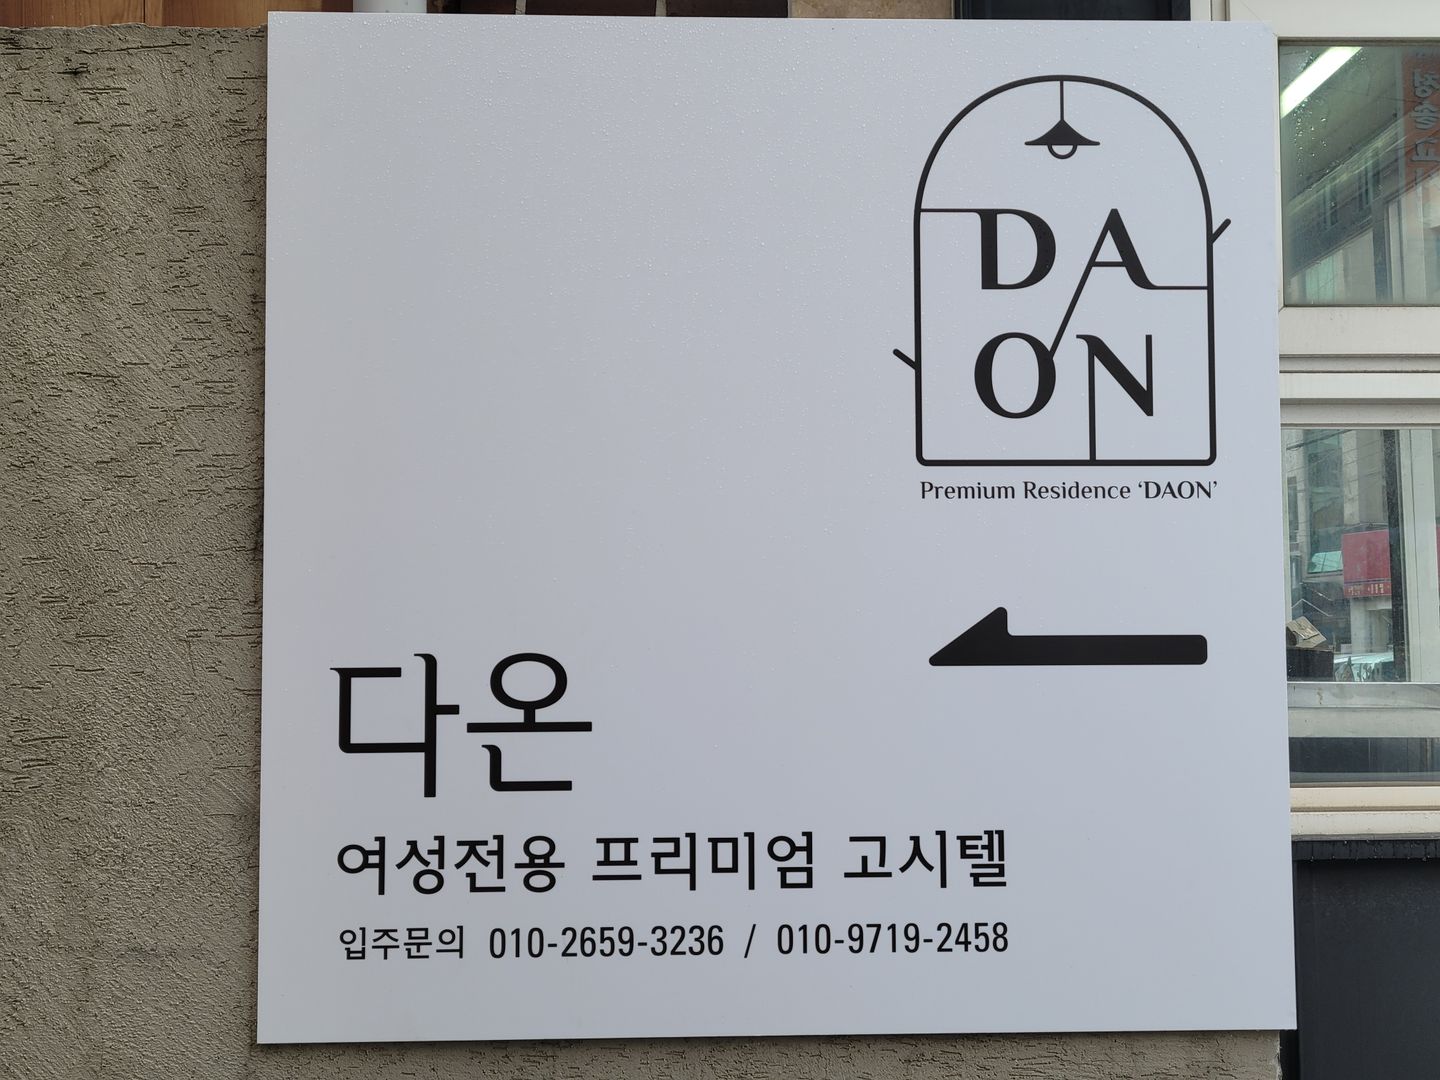 DA
ON
Premium Residence ‘DAON’
다온
여성전용 프리미엄 고시텔
입주문의 010-2659-3236 / 010-9719-2458